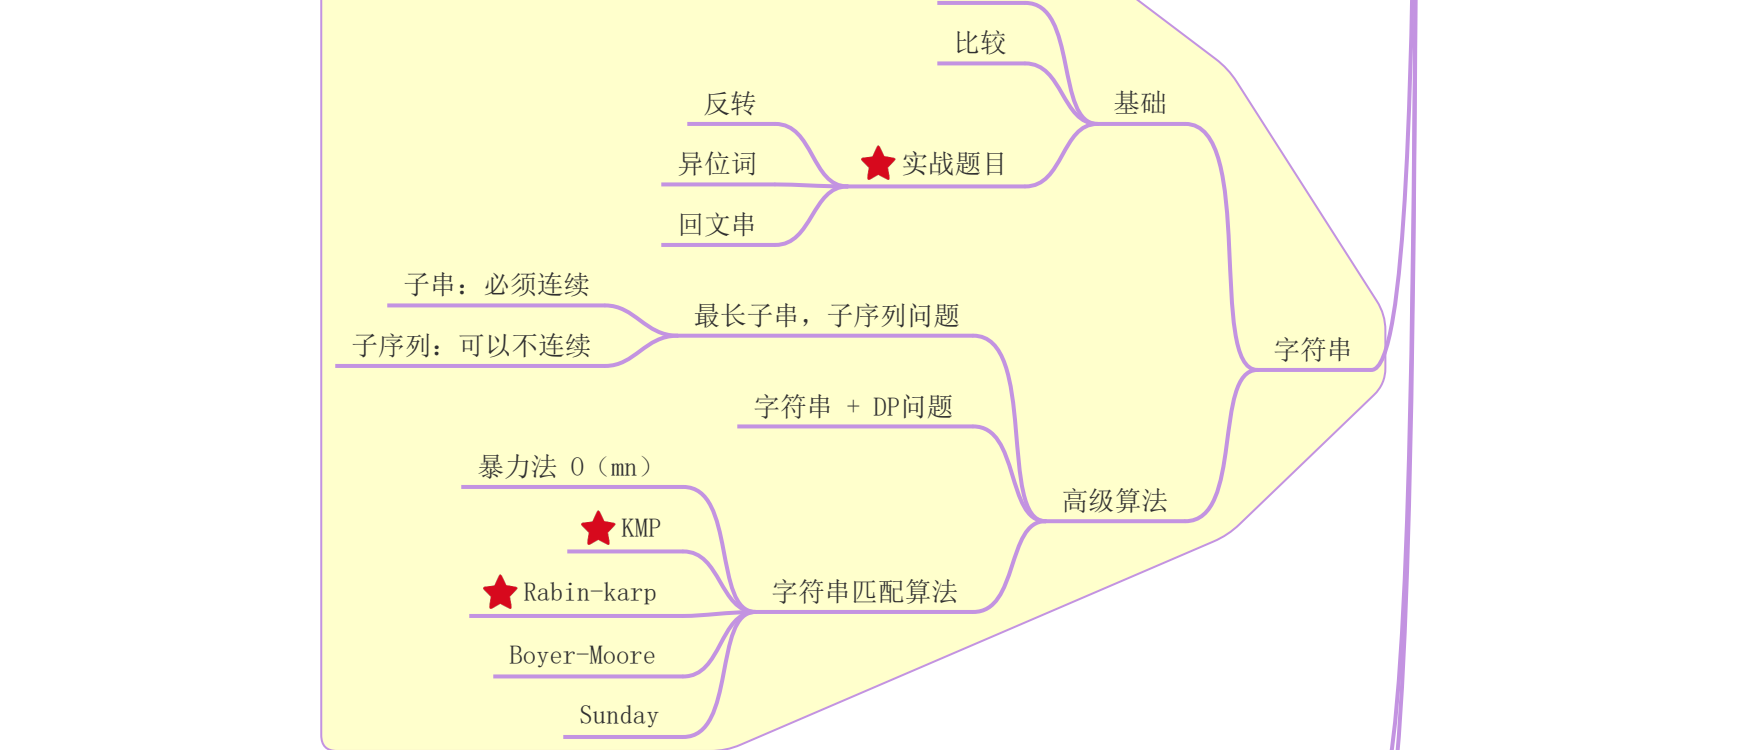 比较
基础
反转
实战题目
异位词
回文串
子串：必须连续
最长子串，子序列问题
子序列：可以不连续
字符串
字符串 + DP问题
暴力法 O（mn）
高级算法
KMP
Rabin-karp
字符串匹配算法
Boyer-Moore
Sunday